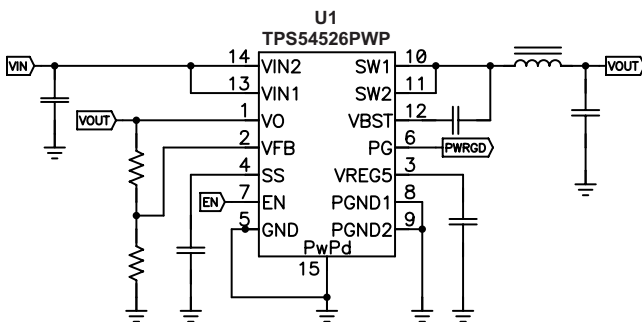 U1
TPS54526PWP
VIN 14 VIN2 SW1 10 VOUT
13 VIN1 SW2 11
VOUT 1 VO VBST 12
2 VFB PG 6 PWRGD
4 SS VREG5 3
EN 7 EN PGND1 8
5 GND PGND2 9
PwPd
15